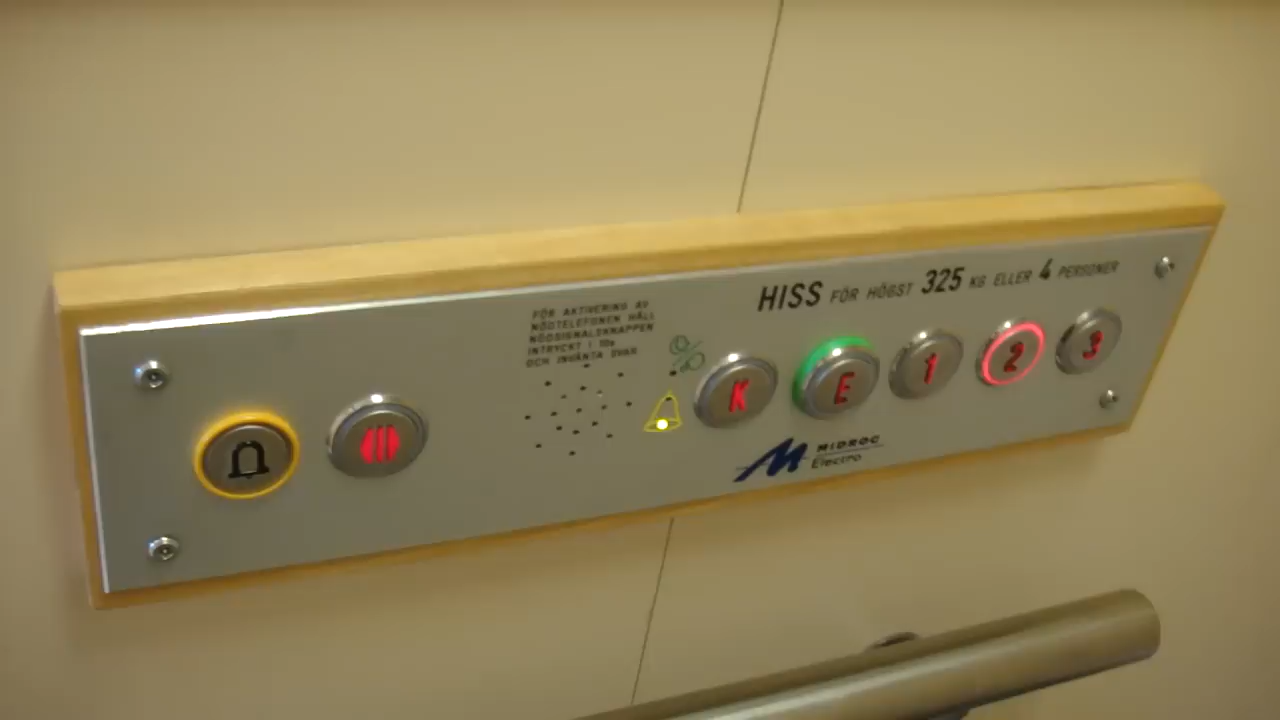 HISS FÖR HÖGST 325 KG ELLER 4 PERSONER
FÖR AKTIVERING AV
NÖDTELEFONEN HÅLL
NÖDSIGNALSKNAPPEN
INTRYCKT I 10s
OCH INVÄNTA SVAR
K E 1 2 3
MIDROC
Electro